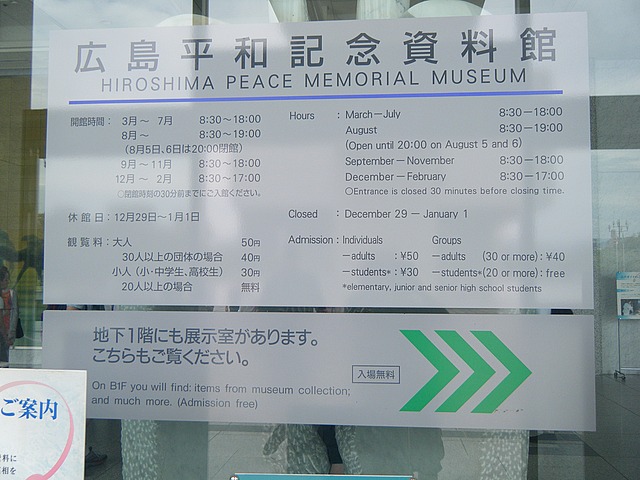 広島平和記念資料館
HIROSHIMA PEACE MEMORIAL MUSEUM
開館時間： 3月～ 7月 8:30～18:00
8月～ 8:30～19:00
（8月5日、6日は20:00閉館）
9月～11月 8:30～18:00
12月～ 2月 8:30～17:00
○閉館時刻の30分前までにご入館ください。
休館日：12月29日～1月1日
観覧料：大人 50円
30人以上の団体の場合 40円
小人（小・中学生、高校生） 30円
20人以上の場合 無料
Hours : March－July 8:30－18:00
August 8:30－19:00
(Open until 20:00 on August 5 and 6)
September－November 8:30－18:00
December－February 8:30－17:00
○Entrance is closed 30 minutes before closing time.
Closed : December 29 － January 1
Admission : Individuals Groups
－adults : ¥50 －adults (30 or more) : ¥40
－students* : ¥30 －students*(20 or more) : free
*elementary, junior and senior high school students
地下1階にも展示室があります。
こちらもご覧ください。
入場無料
On B1F you will find: items from museum collection;
and much more. (Admission free)
ご案内
料に
相を